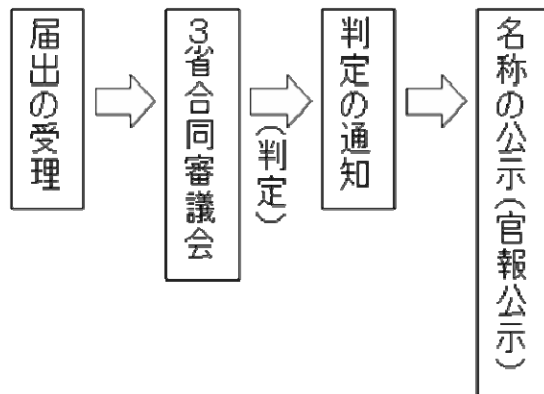 届出の受理
3省合同審議会
(判定)
判定の通知
名称の公示(官報公示)